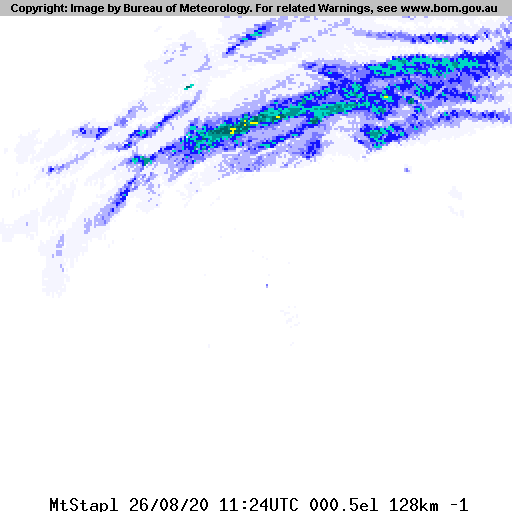 Copyright: Image by Bureau of Meteorology. For related Warnings, see www.bom.gov.au
MtStapl 26/08/20 11:24UTC 000.5el 128km -1